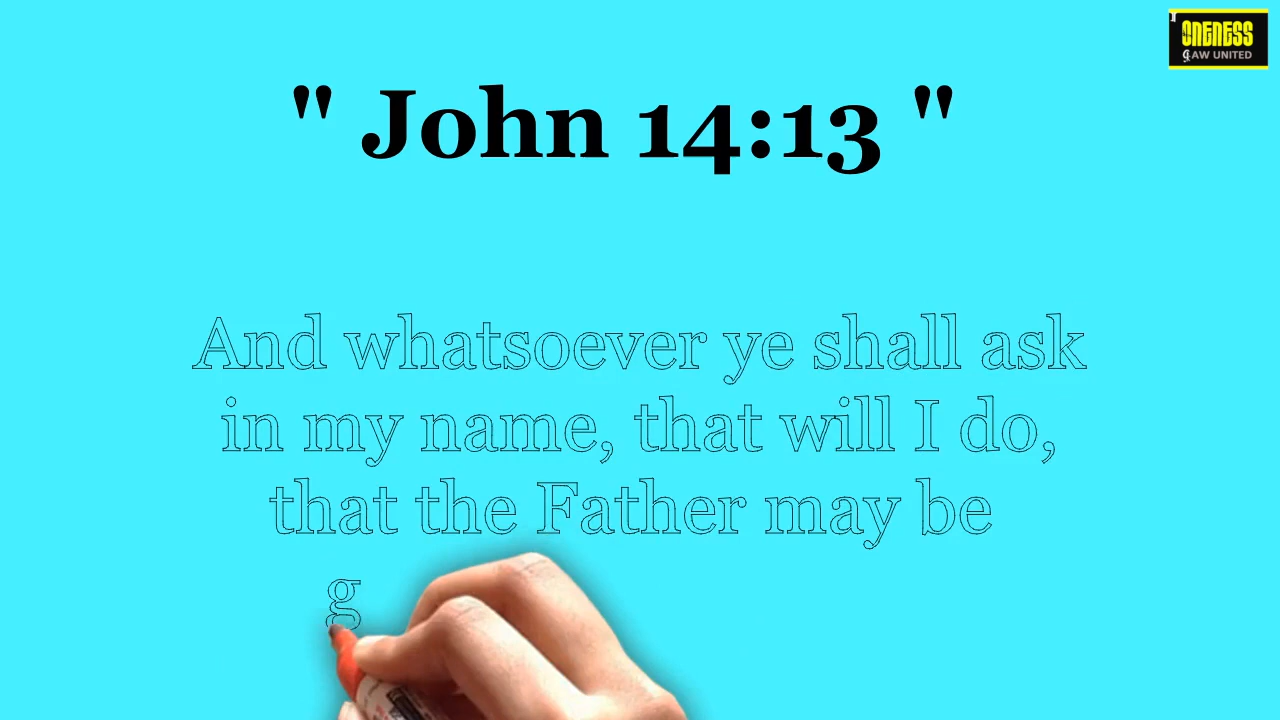 ONENESS
LAW UNITED
" John 14:13 "
And whatsoever ye shall ask
in my name, that will I do,
that the Father may be
g